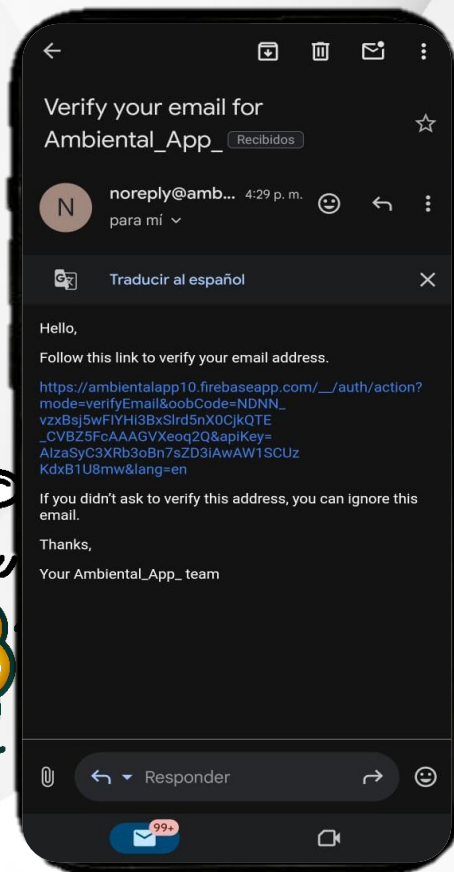 Verify your email for
Ambiental_App_ Recibidos
N
noreply@amb... 4:29 p. m.
para mí
Traducir al español
Hello,
Follow this link to verify your email address.
https://ambientalapp10.firebaseapp.com/__/auth/action?
mode=verifyEmail&oobCode=NDNN_
vzxBsj5wFIYHi3BxSlrd5nX0CjkQTE
_CVBZ5FcAAAGVXeoq2Q&apiKey=
AIzaSyC3XRb3oBn7sZD3iAwAW1SCUz
KdxB1U8mw&lang=en
If you didn't ask to verify this address, you can ignore this
email.
Thanks,
Your Ambiental_App_ team
Responder
99+